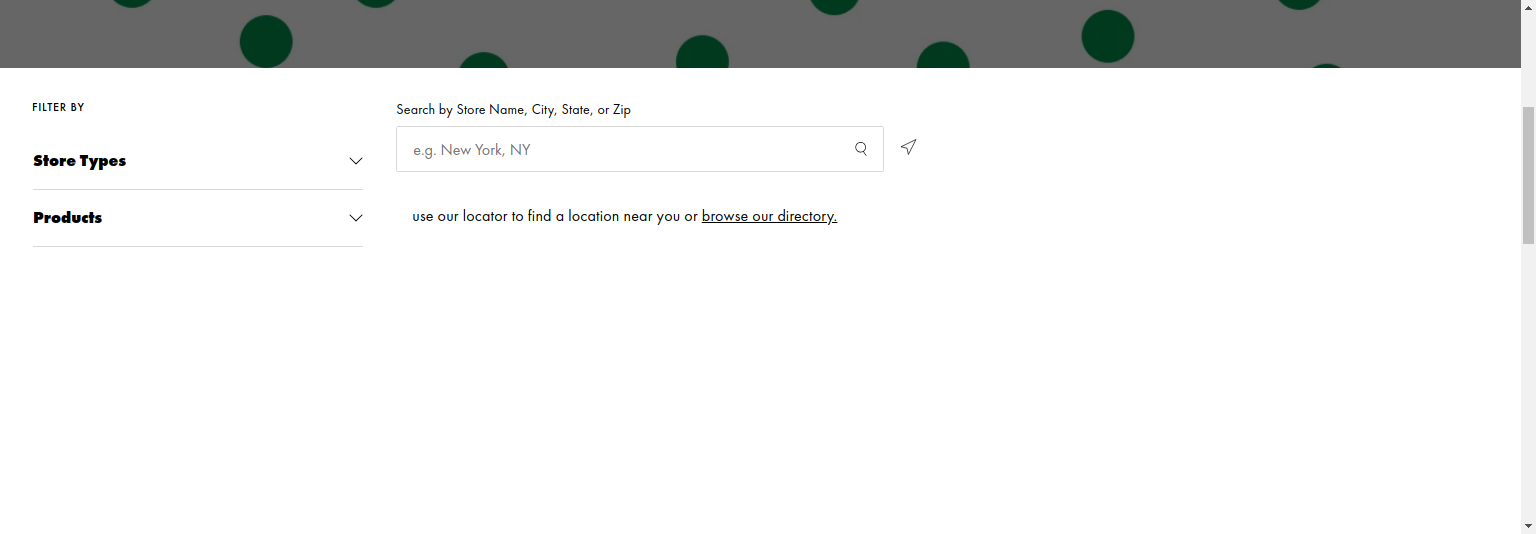 FILTER BY
Store Types
Products
Search by Store Name, City, State, or Zip
e.g. New York, NY
use our locator to find a location near you or browse our directory.